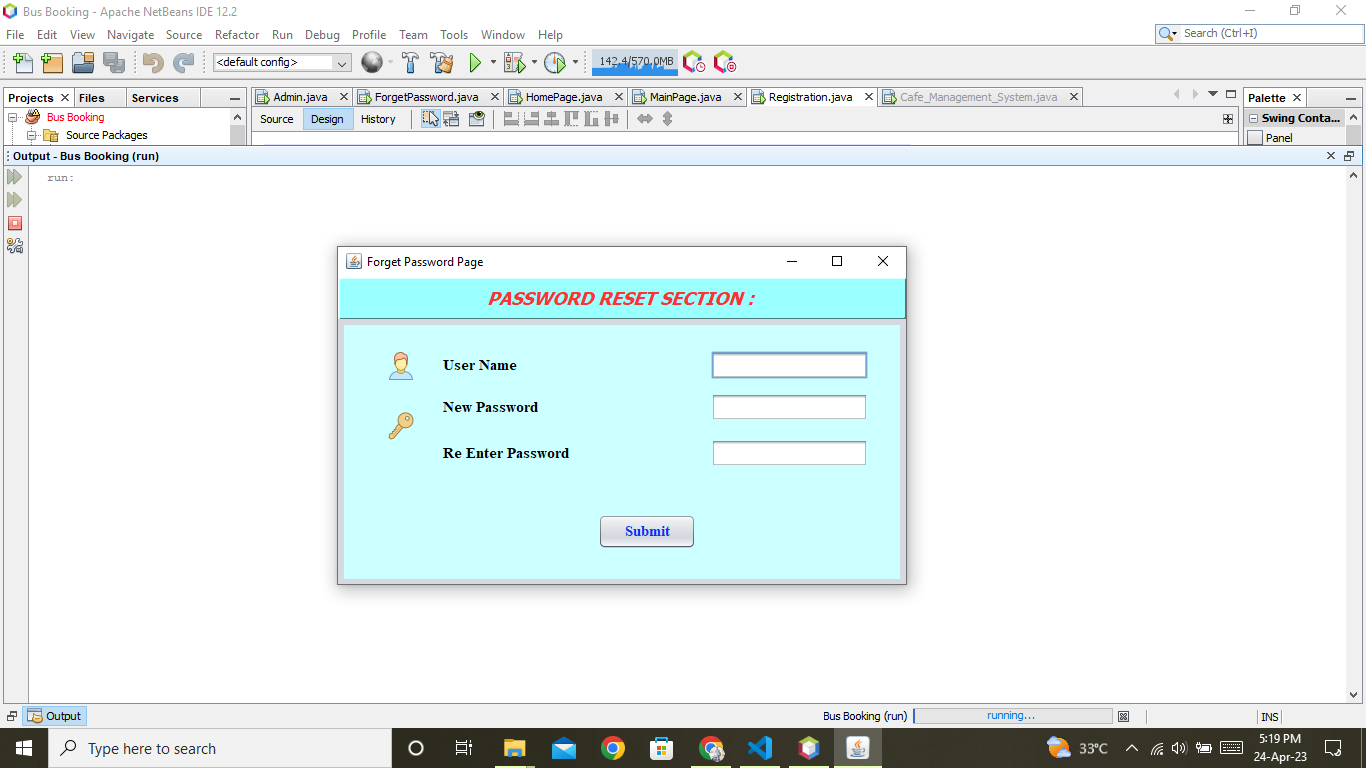 Bus Booking - Apache NetBeans IDE 12.2
File Edit View Navigate Source Refactor Run Debug Profile Team Tools Window Help
Search (Ctrl+I)
<default config>
142.4/570.0MB
Projects Files Services
Admin.java ForgetPassword.java HomePage.java MainPage.java Registration.java Cafe_Management_System.java
Palette
Bus Booking
Source Packages
Source Design History
Swing Conta...
Panel
Output - Bus Booking (run)
run:
Forget Password Page
PASSWORD RESET SECTION :
User Name
New Password
Re Enter Password
Submit
Output
Bus Booking (run)
running...
INS
Type here to search
33°C
5:19 PM
24-Apr-23